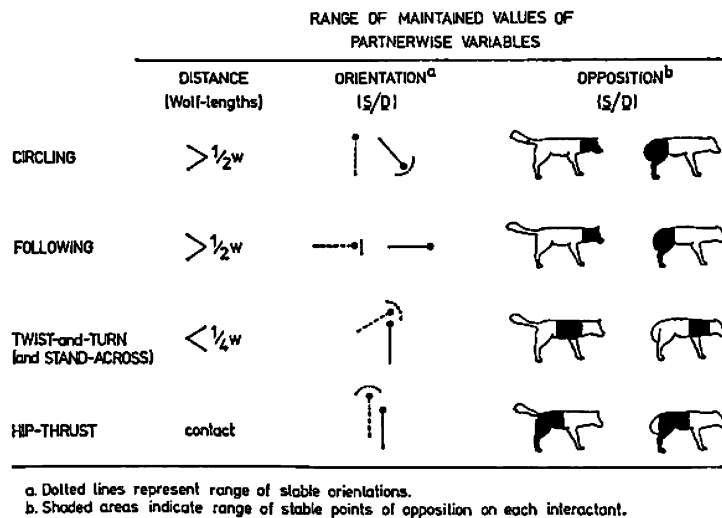 RANGE OF MAINTAINED VALUES OF
PARTNERWISE VARIABLES
DISTANCE ORIENTATIONᵃ OPPOSITIONᵇ
(Wolf-lengths) (S/D) (S/D)
CIRCLING >1/2w
FOLLOWING >1/2w
TWIST-and-TURN <1/4w
(and STAND-ACROSS)
HIP-THRUST contact
a. Dotted lines represent range of stable orientations.
b. Shaded areas indicate range of stable points of opposition on each interactant.